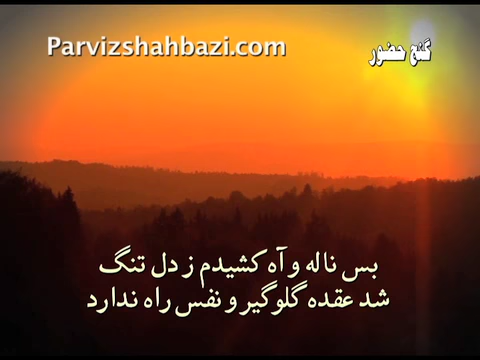 Parvizshahbazi.com
گنج حضور
بس ناله و آه کشیدم ز دل تنگ
شد عقده گلوگیر و نفس راه ندارد